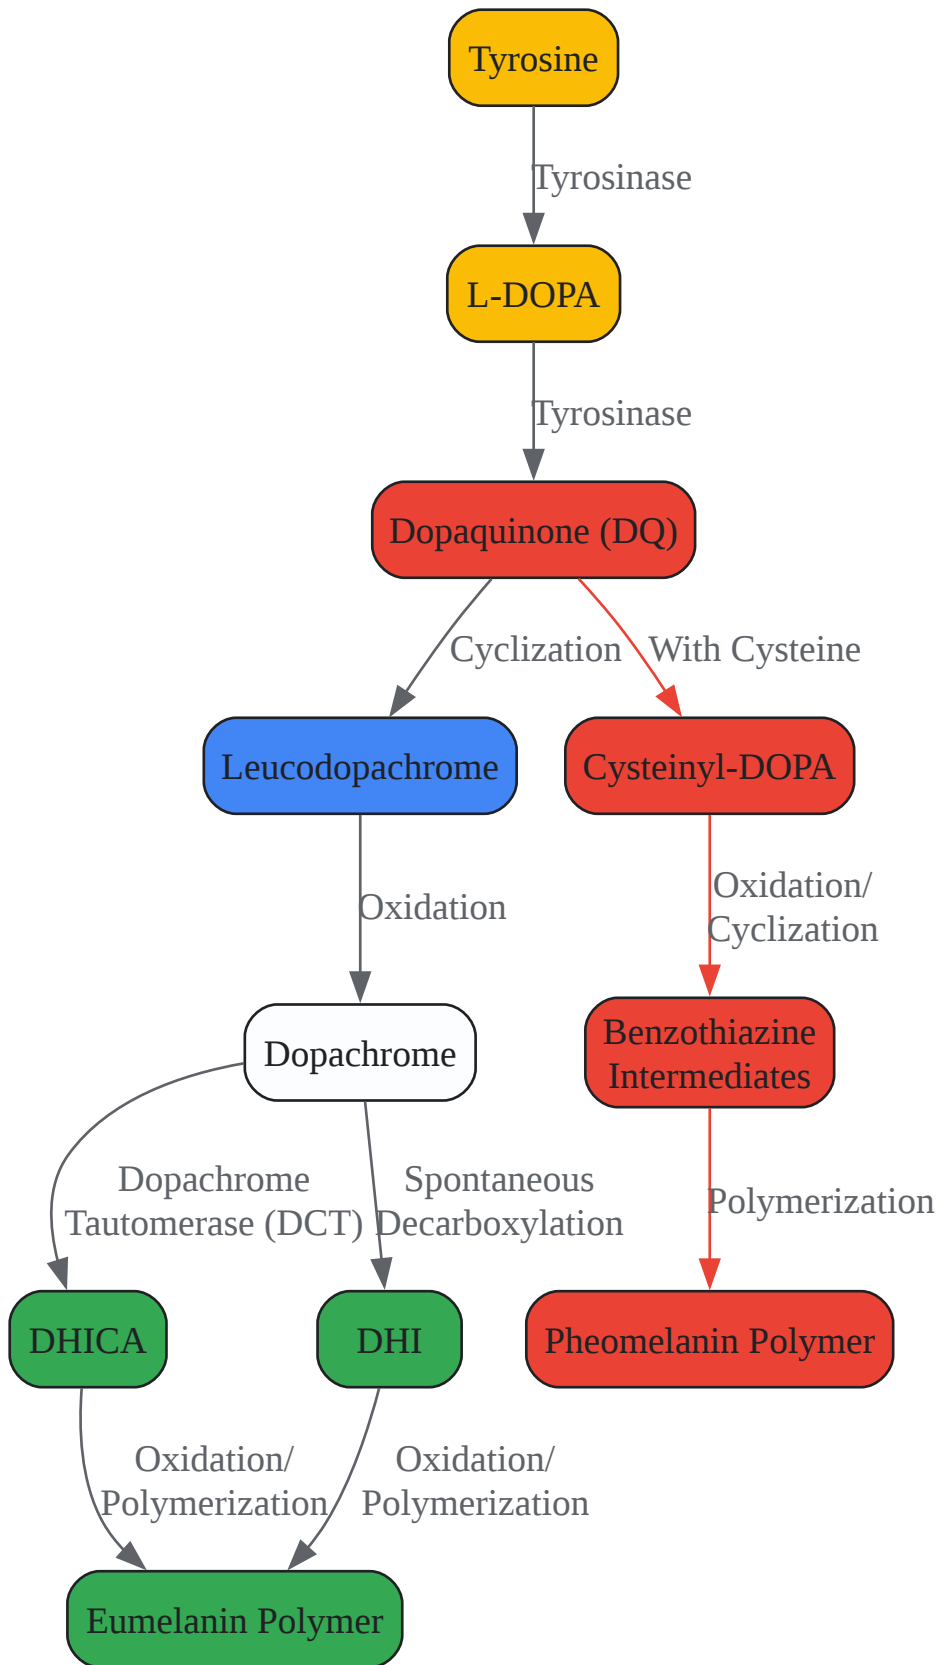 Tyrosine
Tyrosinase
L-DOPA
Tyrosinase
Dopaquinone (DQ)
Cyclization
With Cysteine
Leucodopachrome
Cysteinyl-DOPA
Oxidation
Oxidation/
Cyclization
Dopachrome
Benzothiazine
Intermediates
Dopachrome
Tautomerase (DCT)
Spontaneous
Decarboxylation
Polymerization
DHICA
DHI
Pheomelanin Polymer
Oxidation/
Polymerization
Oxidation/
Polymerization
Eumelanin Polymer